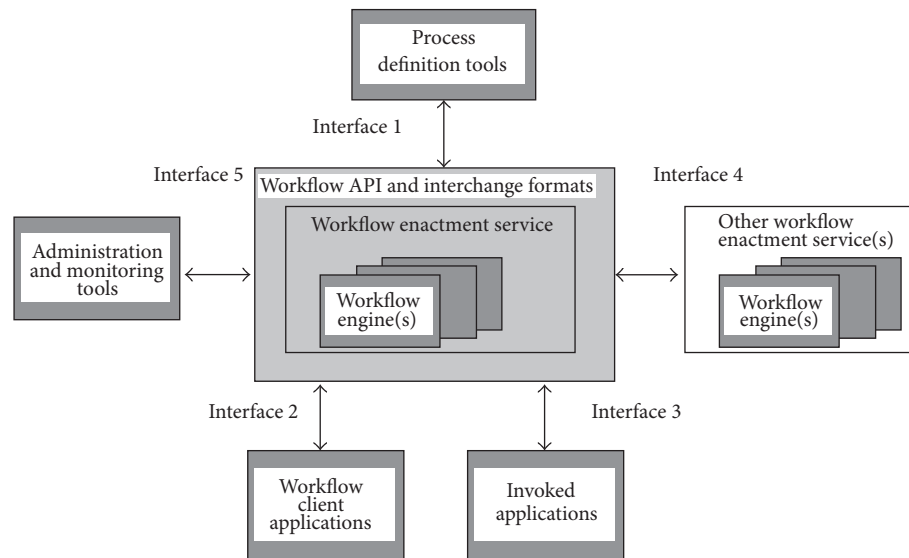 Process
definition tools
Interface 1
Interface 5
Interface 4
Workflow API and interchange formats
Workflow enactment service
Workflow
engine(s)
Other workflow
enactment service(s)
Workflow
engine(s)
Administration
and monitoring
tools
Interface 2
Interface 3
Workflow
client
applications
Invoked
applications